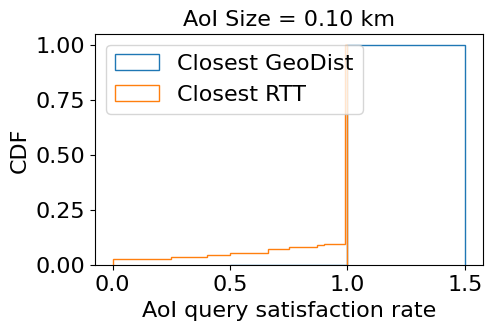 AoI Size = 0.10 km
1.00
0.75
0.50
0.25
0.00
CDF
Closest GeoDist
Closest RTT
0.0 0.5 1.0 1.5
AoI query satisfaction rate